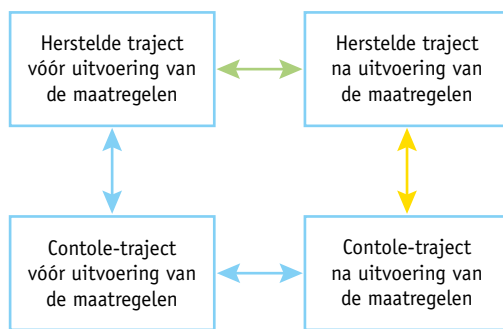 Herstelde traject
vóór uitvoering van
de maatregelen
Herstelde traject
na uitvoering van
de maatregelen
Contole-traject
vóór uitvoering van
de maatregelen
Contole-traject
na uitvoering van
de maatregelen